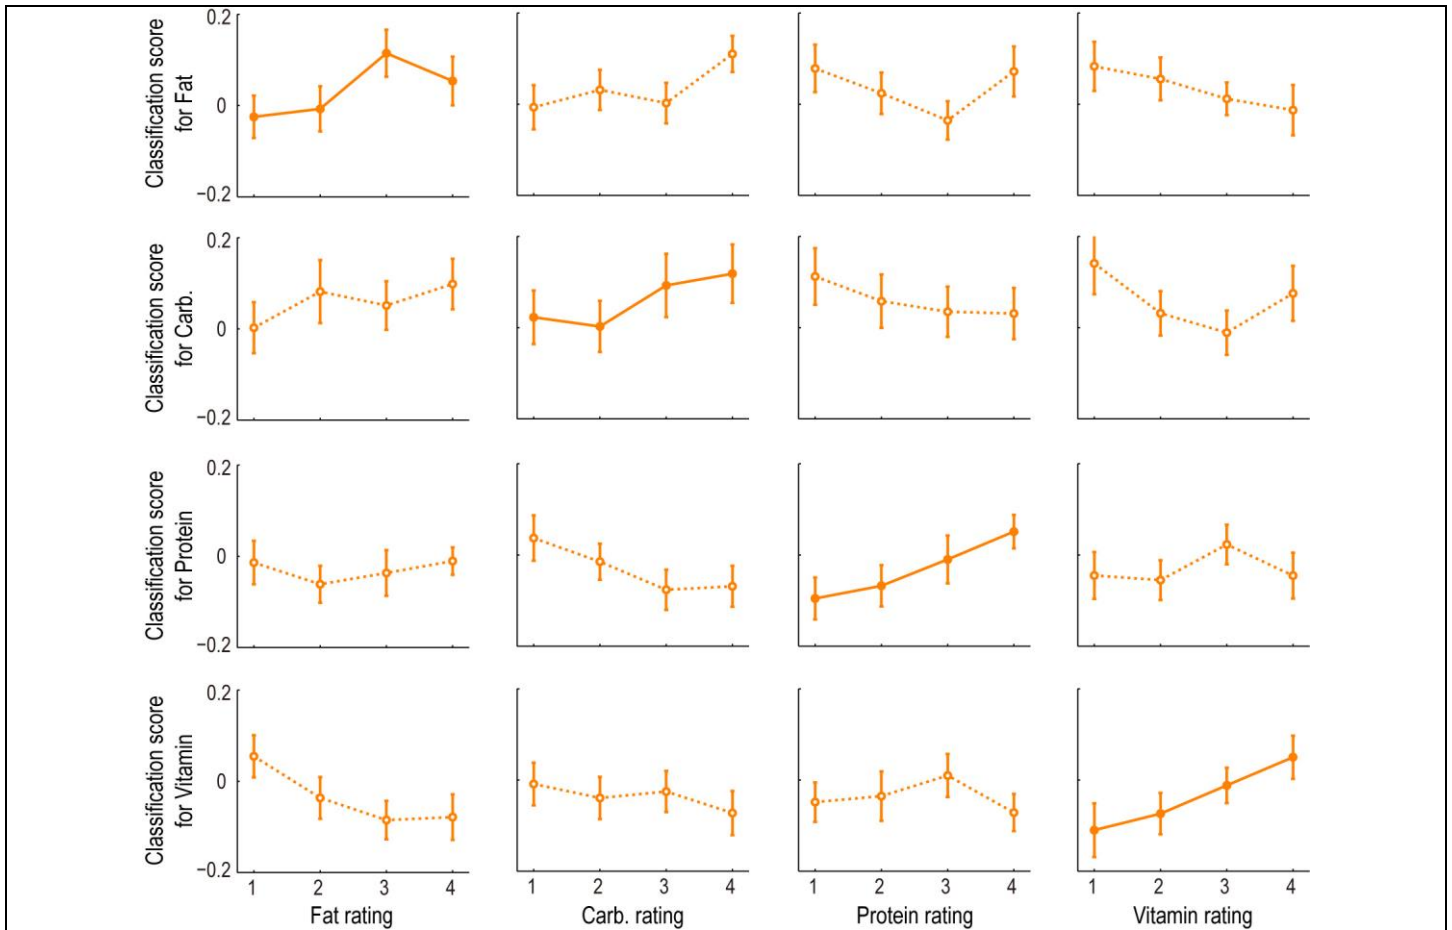 Classification score
for Fat
0.2
0
−0.2
Classification score
for Carb.
0.2
0
−0.2
Classification score
for Protein
0.2
0
−0.2
Classification score
for Vitamin
0.2
0
−0.2
1 2 3 4
1 2 3 4
1 2 3 4
1 2 3 4
Fat rating
Carb. rating
Protein rating
Vitamin rating